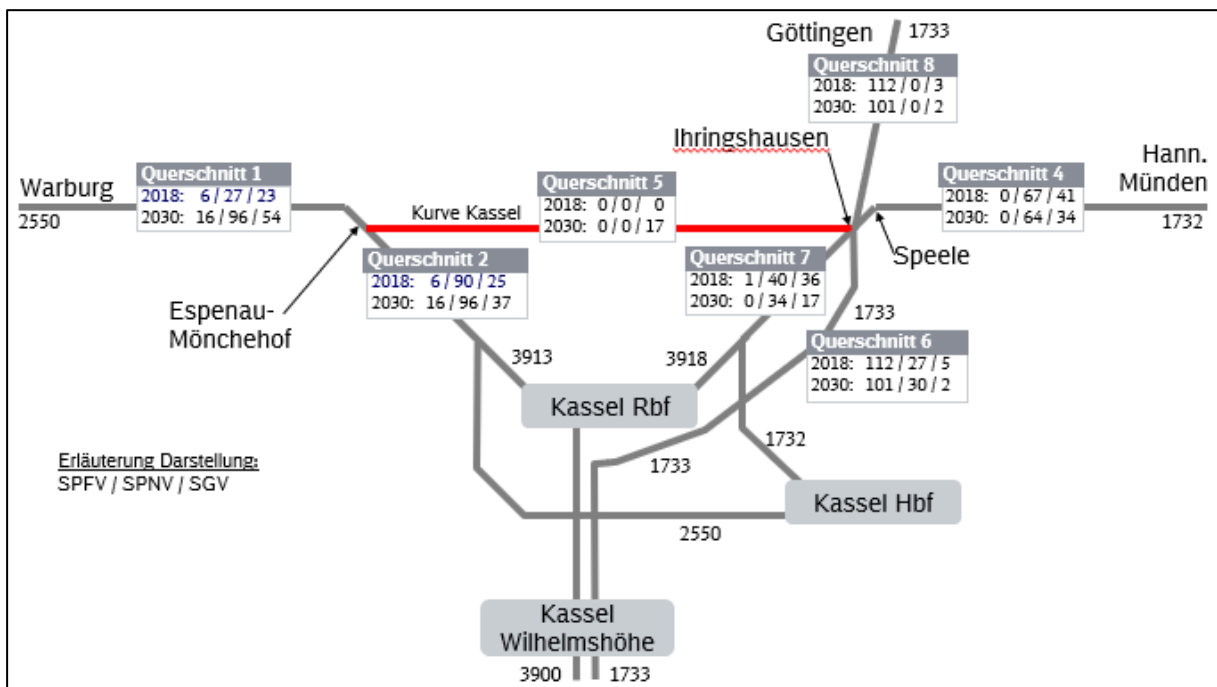 Göttingen
1733
Querschnitt 8
2018: 112 / 0 / 3
2030: 101 / 0 / 2
Ihringshausen
Hann.
Münden
Warburg
2550
Querschnitt 1
2018: 6 / 27 / 23
2030: 16 / 96 / 54
Querschnitt 5
2018: 0 / 0 / 0
2030: 0 / 0 / 17
Kurve Kassel
Querschnitt 4
2018: 0 / 67 / 41
2030: 0 / 64 / 34
1732
Querschnitt 2
2018: 6 / 90 / 25
2030: 16 / 96 / 37
Querschnitt 7
2018: 1 / 40 / 36
2030: 0 / 34 / 17
Speele
Espenau-
Mönchehof
1733
Querschnitt 6
2018: 112 / 27 / 5
2030: 101 / 30 / 2
3913
3918
Kassel Rbf
1732
1733
Erläuterung Darstellung:
SPFV / SPNV / SGV
Kassel Hbf
2550
Kassel
Wilhelmshöhe
3900
1733